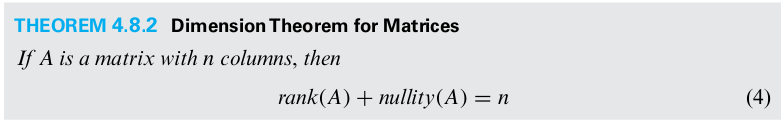 THEOREM 4.8.2 Dimension Theorem for Matrices
If A is a matrix with n columns, then
rank(A) + nullity(A) = n (4)